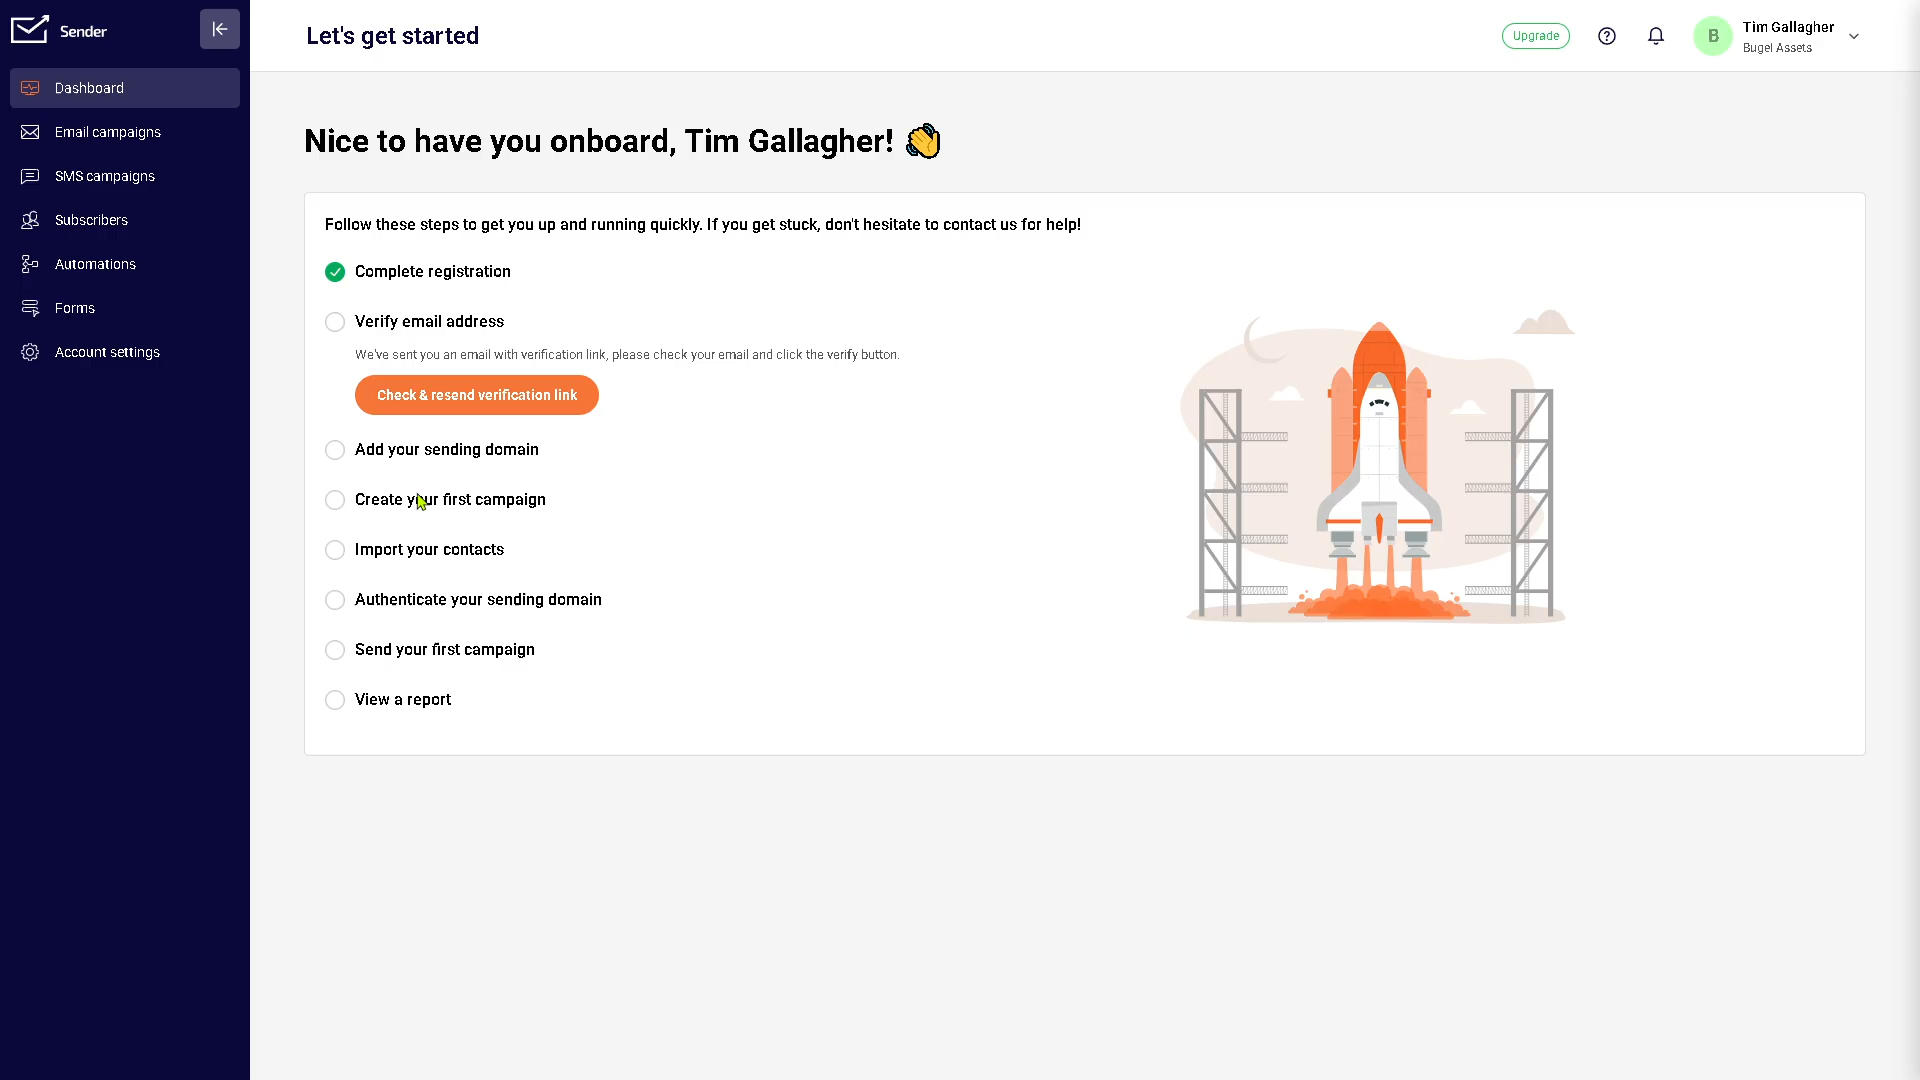 Sender
Dashboard
Email campaigns
SMS campaigns
Subscribers
Automations
Forms
Account settings
Let's get started
Upgrade
B
Tim Gallagher
Bugel Assets
Nice to have you onboard, Tim Gallagher! 👋
Follow these steps to get you up and running quickly. If you get stuck, don't hesitate to contact us for help!
Complete registration
Verify email address
We've sent you an email with verification link, please check your email and click the verify button.
Check & resend verification link
Add your sending domain
Create your first campaign
Import your contacts
Authenticate your sending domain
Send your first campaign
View a report